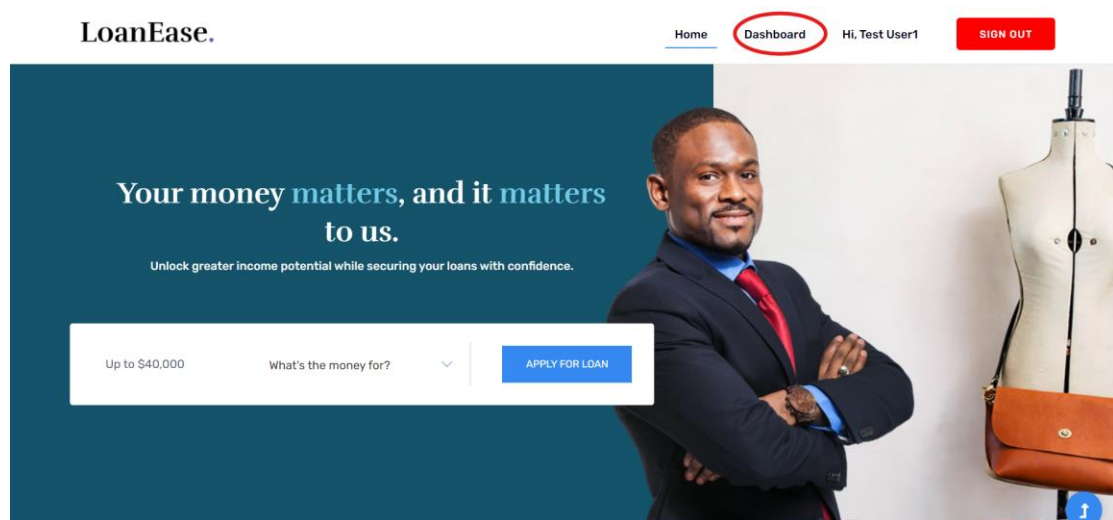 LoanEase.
Home Dashboard Hi, Test User1 SIGN OUT
Your money matters, and it matters
to us.
Unlock greater income potential while securing your loans with confidence.
Up to $40,000 What's the money for? APPLY FOR LOAN